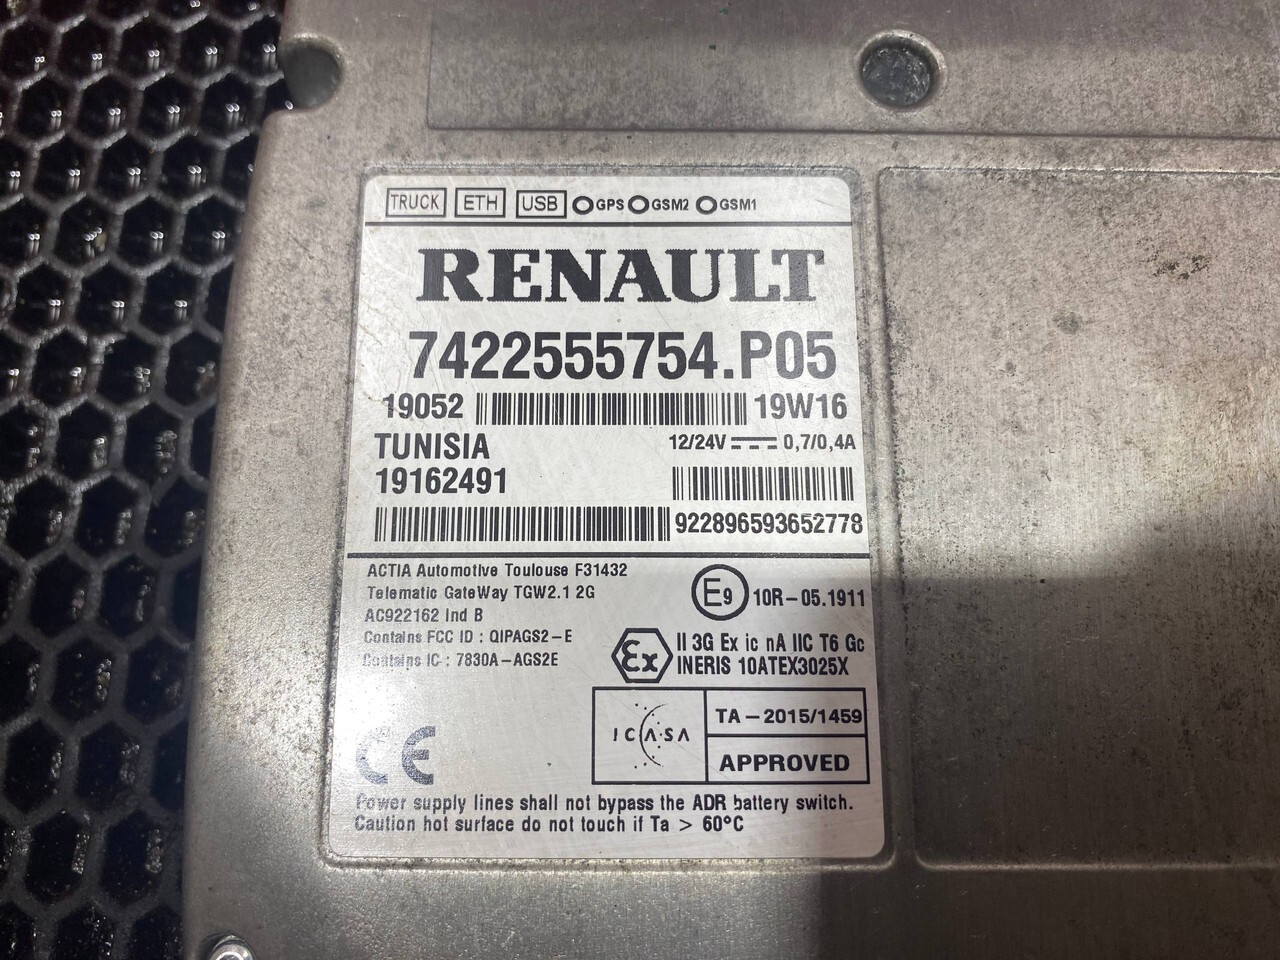 TRUCK ETH USB GPS GSM2 GSM1
RENAULT
7422555754.P05
19052 19W16
TUNISIA 12/24V 0,7/0,4A
19162491
922896593652778
ACTIA Automotive Toulouse F31432
Telematic GateWay TGW2.1 2G
AC922162 Ind B
Contains FCC ID : QIPAGS2-E
Contains IC : 7830A-AGS2E
E9 10R-05.1911
Ex II 3G Ex ic nA IIC T6 Gc
INERIS 10ATEX3025X
ICASA TA-2015/1459
APPROVED
CE
Power supply lines shall not bypass the ADR battery switch.
Caution hot surface do not touch if Ta > 60°C